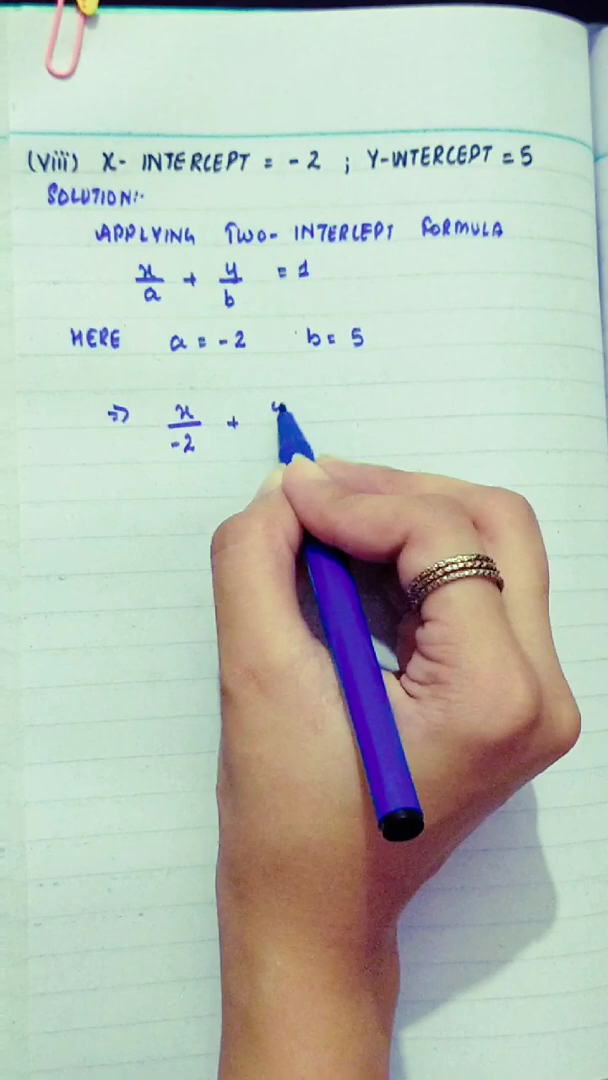 (viii) X- INTERCEPT = -2 ; Y-INTERCEPT = 5
SOLUTION:-
APPLYING TWO- INTERCEPT FORMULA
x/a + y/b = 1
HERE a = -2 b = 5
⇒ x/-2 + y